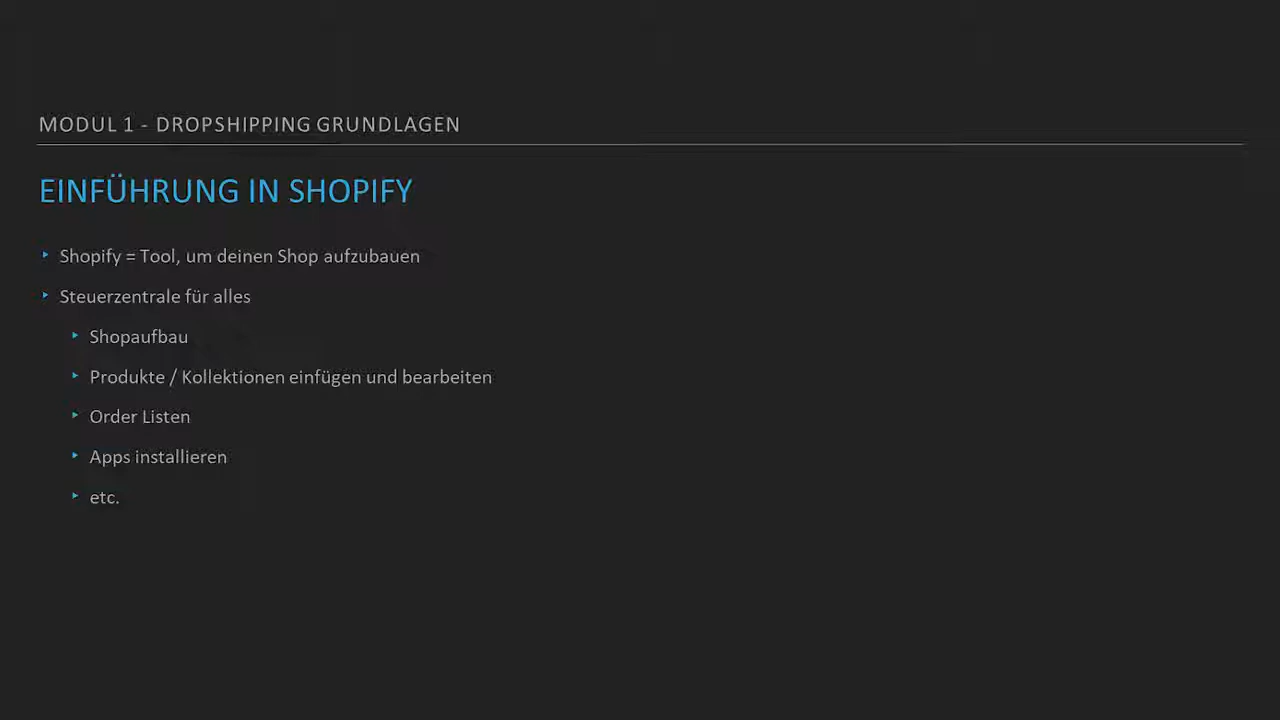 MODUL 1 - DROPSHIPPING GRUNDLAGEN
EINFÜHRUNG IN SHOPIFY
Shopify = Tool, um deinen Shop aufzubauen
Steuerzentrale für alles
Shopaufbau
Produkte / Kollektionen einfügen und bearbeiten
Order Listen
Apps installieren
etc.